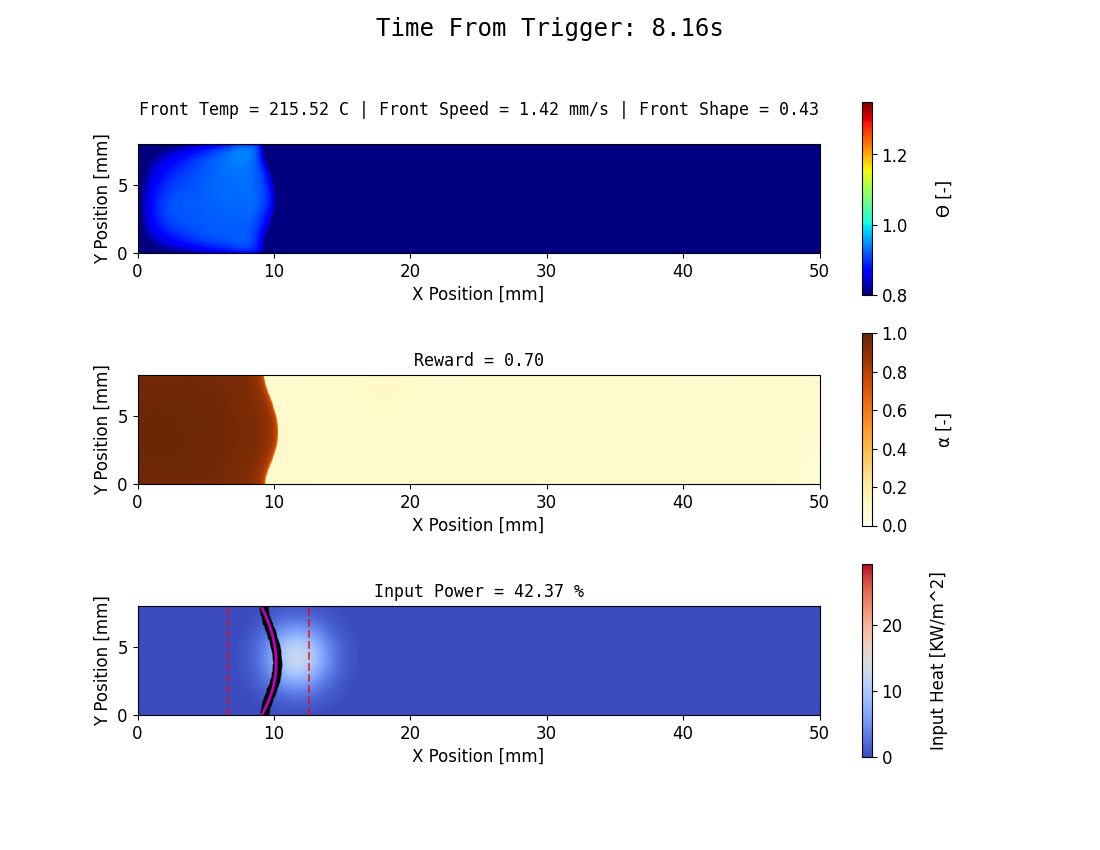 Time From Trigger: 8.16s
Front Temp = 215.52 C | Front Speed = 1.42 mm/s | Front Shape = 0.43
Y Position [mm]
5
0
0 10 20 30 40 50
X Position [mm]
1.2
1.0
0.8
Θ [-]
Reward = 0.70
Y Position [mm]
5
0
0 10 20 30 40 50
X Position [mm]
1.0
0.8
0.6
0.4
0.2
0.0
α [-]
Input Power = 42.37 %
Y Position [mm]
5
0
0 10 20 30 40 50
X Position [mm]
20
10
0
Input Heat [KW/m^2]